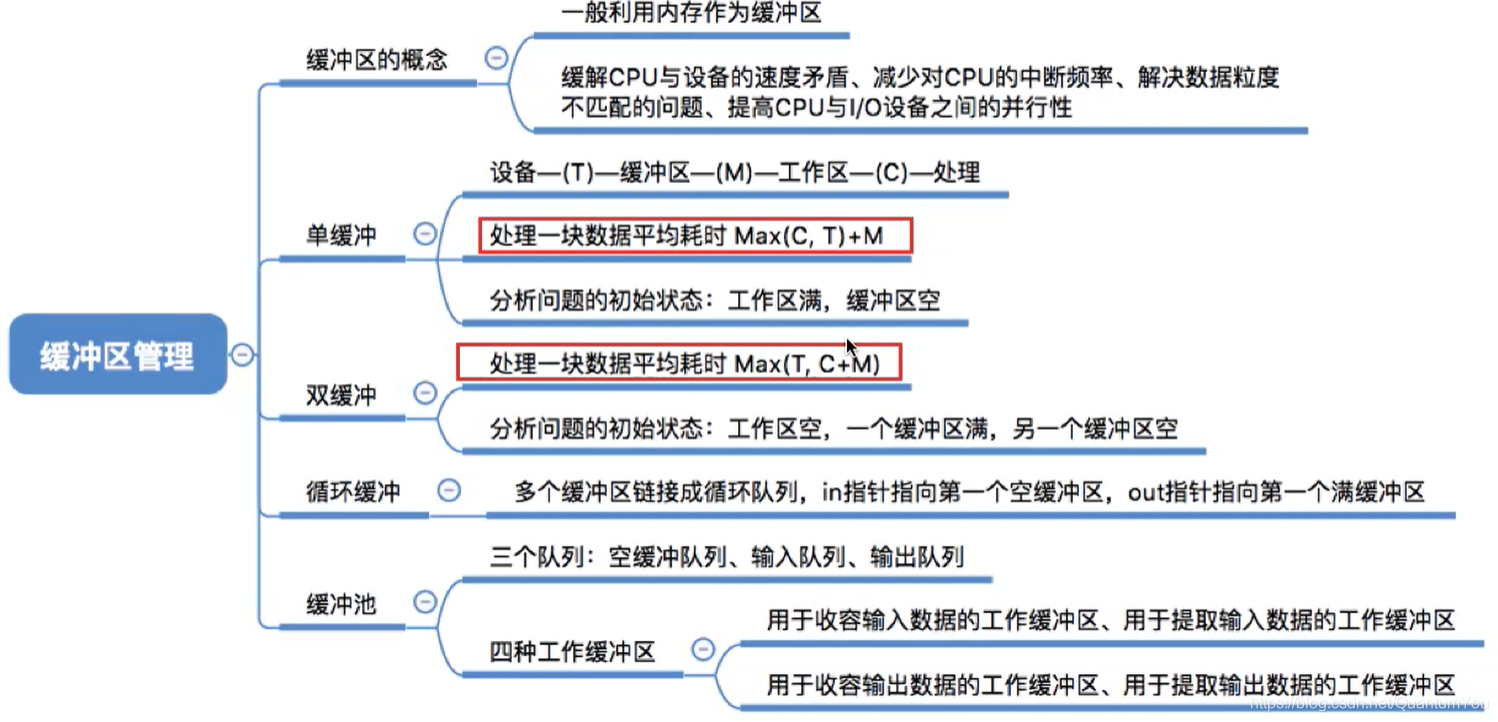 一般利用内存作为缓冲区
缓冲区的概念
缓解CPU与设备的速度矛盾、减少对CPU的中断频率、解决数据粒度
不匹配的问题、提高CPU与I/O设备之间的并行性
设备—(T)—缓冲区—(M)—工作区—(C)—处理
单缓冲
处理一块数据平均耗时 Max(C, T)+M
分析问题的初始状态：工作区满，缓冲区空
缓冲区管理
处理一块数据平均耗时 Max(T, C+M)
双缓冲
分析问题的初始状态：工作区空，一个缓冲区满，另一个缓冲区空
循环缓冲
多个缓冲区链接成循环队列，in指针指向第一个空缓冲区，out指针指向第一个满缓冲区
三个队列：空缓冲队列、输入队列、输出队列
缓冲池
四种工作缓冲区
用于收容输入数据的工作缓冲区、用于提取输入数据的工作缓冲区
用于收容输出数据的工作缓冲区、用于提取输出数据的工作缓冲区
https://blog.csdn.net/QuantumYou